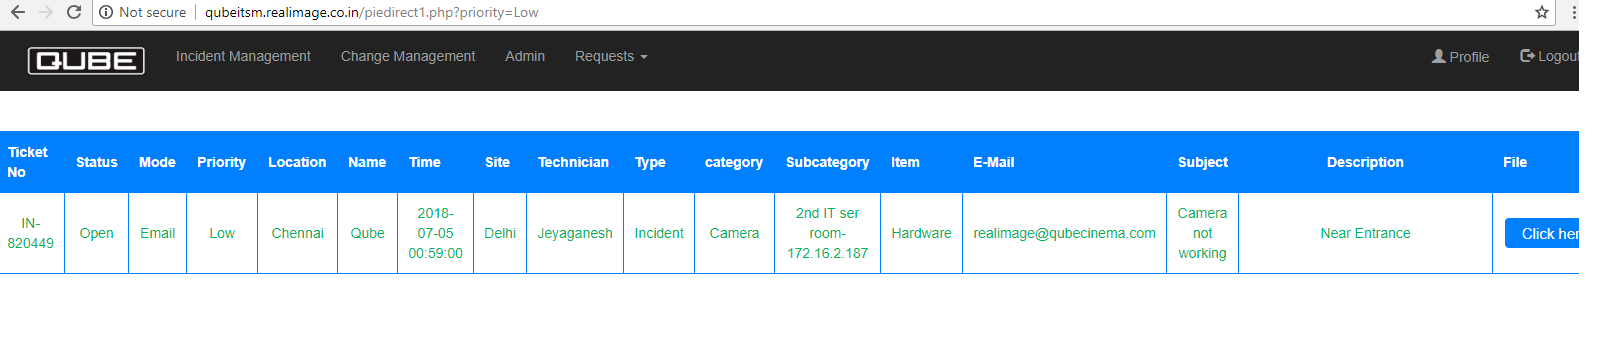 Not secure qubeitsm.realimage.co.in/piedirect1.php?priority=Low
QUBE Incident Management Change Management Admin Requests Profile Logout
Ticket No Status Mode Priority Location Name Time Site Technician Type category Subcategory Item E-Mail Subject Description File
IN-820449 Open Email Low Chennai Qube 2018-07-05 00:59:00 Delhi Jeyaganesh Incident Camera 2nd IT ser room-172.16.2.187 Hardware realimage@qubecinema.com Camera not working Near Entrance Click her